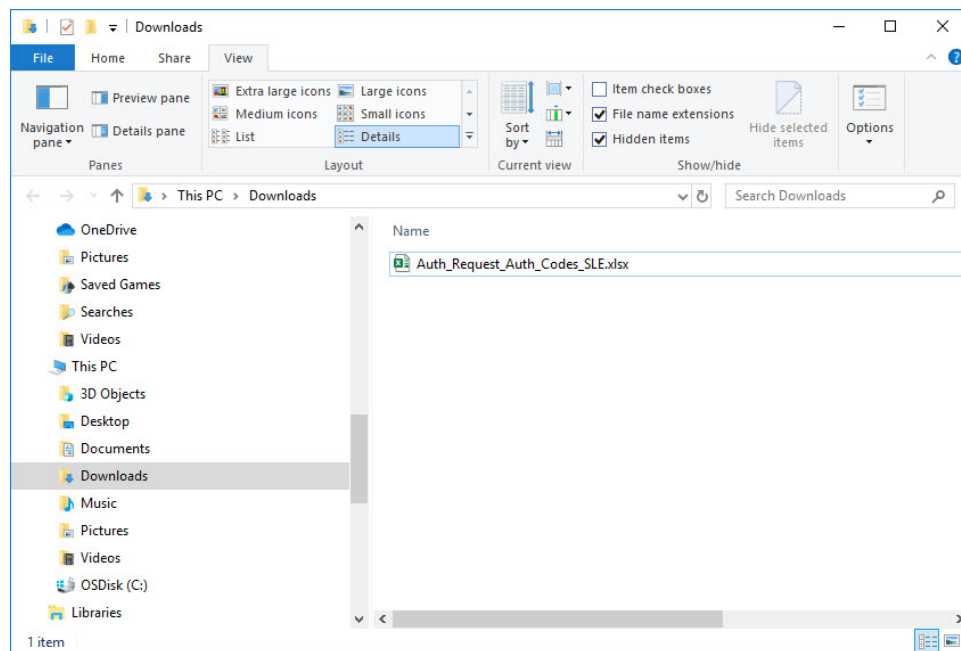 Downloads
File Home Share View
Navigation pane
Preview pane
Details pane
Panes
Extra large icons Large icons
Medium icons Small icons
List Details
Layout
Sort by
Current view
Item check boxes
File name extensions
Hidden items
Hide selected items
Show/hide
Options
This PC > Downloads
Search Downloads
OneDrive
Pictures
Saved Games
Searches
Videos
This PC
3D Objects
Desktop
Documents
Downloads
Music
Pictures
Videos
OSDisk (C:)
Libraries
Name
Auth_Request_Auth_Codes_SLE.xlsx
1 item